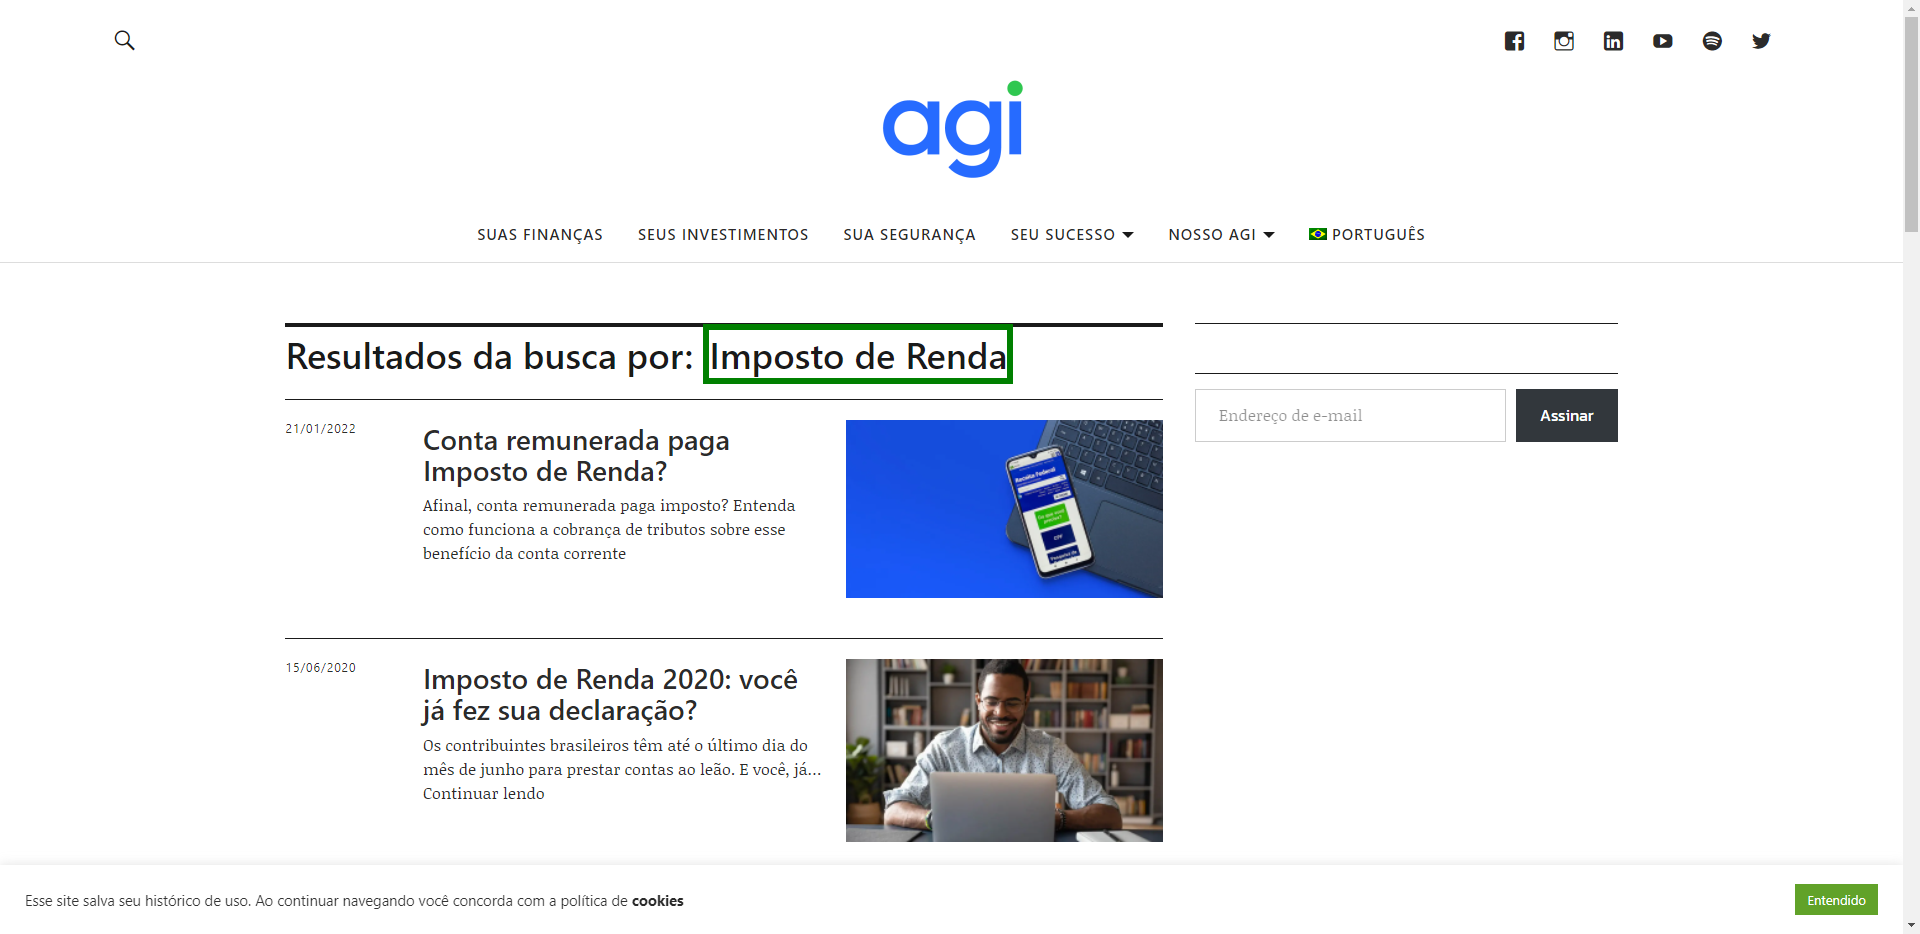 agi
SUAS FINANÇAS SEUS INVESTIMENTOS SUA SEGURANÇA SEU SUCESSO NOSSO AGI PORTUGUÊS
Resultados da busca por: Imposto de Renda
21/01/2022
Conta remunerada paga
Imposto de Renda?
Afinal, conta remunerada paga imposto? Entenda
como funciona a cobrança de tributos sobre esse
benefício da conta corrente
Receita Federal
CPF
15/06/2020
Imposto de Renda 2020: você
já fez sua declaração?
Os contribuintes brasileiros têm até o último dia do
mês de junho para prestar contas ao leão. E você, já…
Continuar lendo
Endereço de e-mail
Assinar
Esse site salva seu histórico de uso. Ao continuar navegando você concorda com a política de cookies
Entendido